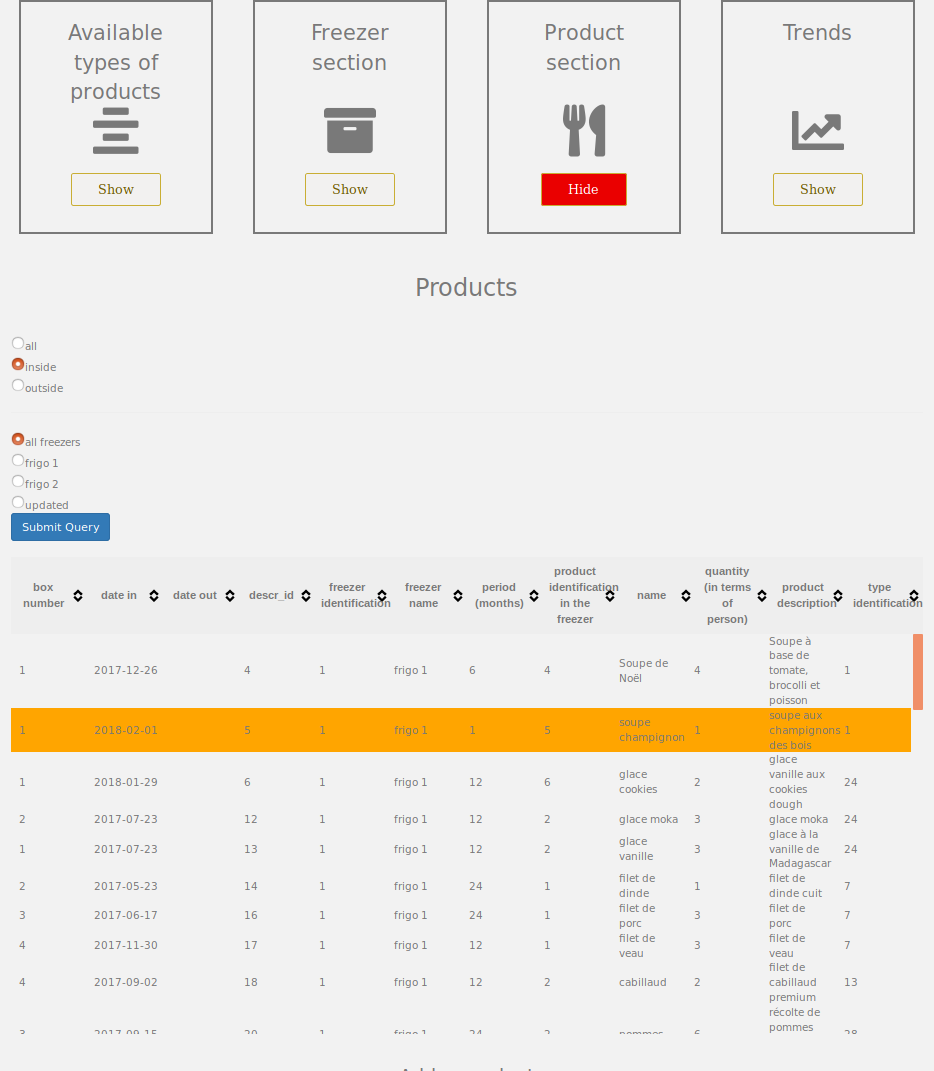 Available
types of
products
Freezer
section
Product
section
Trends
Show
Show
Hide
Show
Products
all
inside
outside
all freezers
frigo 1
frigo 2
updated
Submit Query
box
number
date in
date out
descr_id
freezer
identification
freezer
name
period
(months)
product
identification
in the
freezer
name
quantity
(in terms
of
person)
product
description
type
identification
1 2017-12-26 4 1 frigo 1 6 4
Soupe de
Noël
4
Soupe à
base de
tomate,
brocolli et
poisson
1
1 2018-02-01 5 1 frigo 1 1 5
soupe
champignon
1
soupe aux
champignons
des bois
1
1 2018-01-29 6 1 frigo 1 12 6
glace
cookies
2
glace
vanille aux
cookies
dough
24
2 2017-07-23 12 1 frigo 1 12 2 glace moka 3 glace moka 24
1 2017-07-23 13 1 frigo 1 12 2
glace
vanille
3
glace à la
vanille de
Madagascar
24
2 2017-05-23 14 1 frigo 1 24 1
filet de
dinde
1
filet de
dinde cuit
7
3 2017-06-17 16 1 frigo 1 24 1
filet de
porc
3
filet de
porc
7
4 2017-11-30 17 1 frigo 1 12 1
filet de
veau
3
filet de
veau
7
4 2017-09-02 18 1 frigo 1 12 2 cabillaud 2
filet de
cabillaud
premium
13
3 2017-09-15 20 1 frigo 1 24 2 pommes 6
récolte de
pommes
28